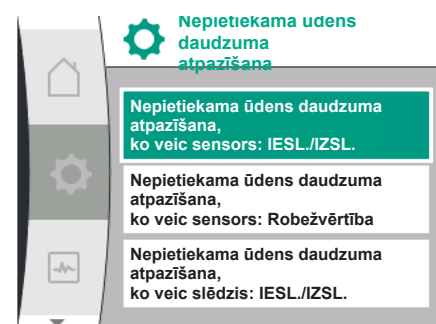 Nepietiekama ūdens
daudzuma
atpazīšana
Nepietiekama ūdens daudzuma
atpazīšana,
ko veic sensors: IESL./IZSL.
Nepietiekama ūdens daudzuma
atpazīšana,
ko veic sensors: Robežvērtība
Nepietiekama ūdens daudzuma
atpazīšana,
ko veic slēdzis: IESL./IZSL.